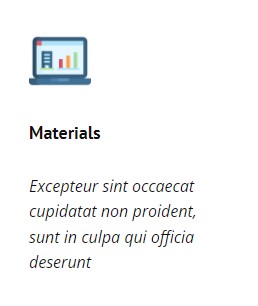 Materials
Excepteur sint occaecat
cupidatat non proident,
sunt in culpa qui officia
deserunt